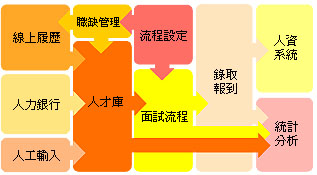 線上履歷
職缺管理
流程設定
人資
系統
錄取
報到
人力銀行
人才庫
面試流程
人工輸入
統計
分析